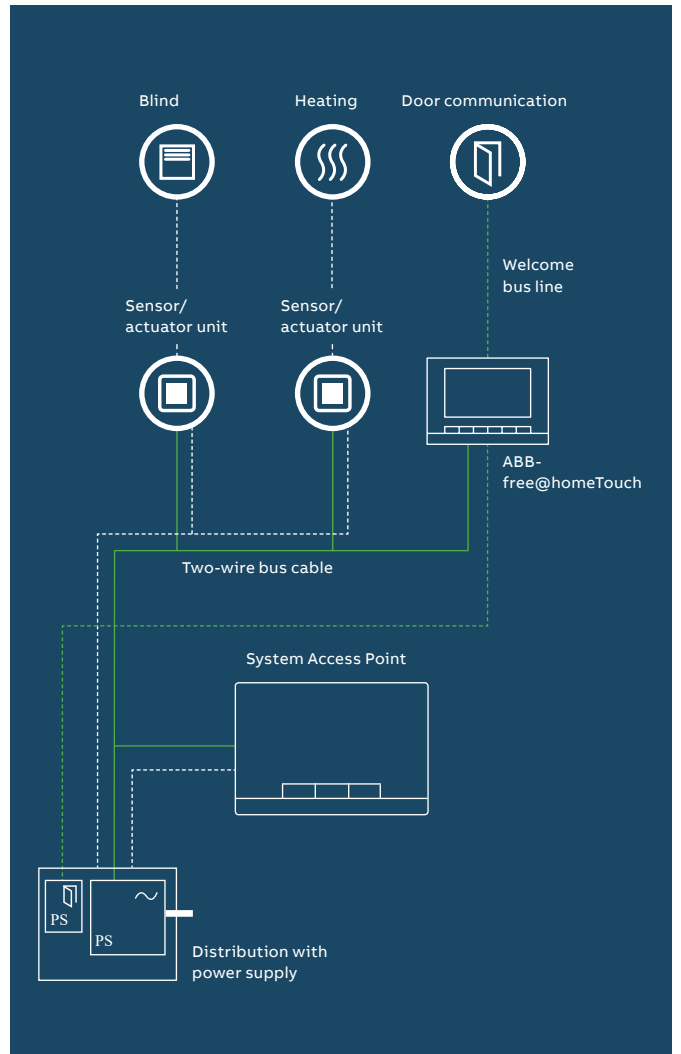 Blind
Heating
Door communication
Welcome
bus line
Sensor/
actuator unit
Sensor/
actuator unit
ABB-
free@homeTouch
Two-wire bus cable
System Access Point
PS
PS
Distribution with
power supply